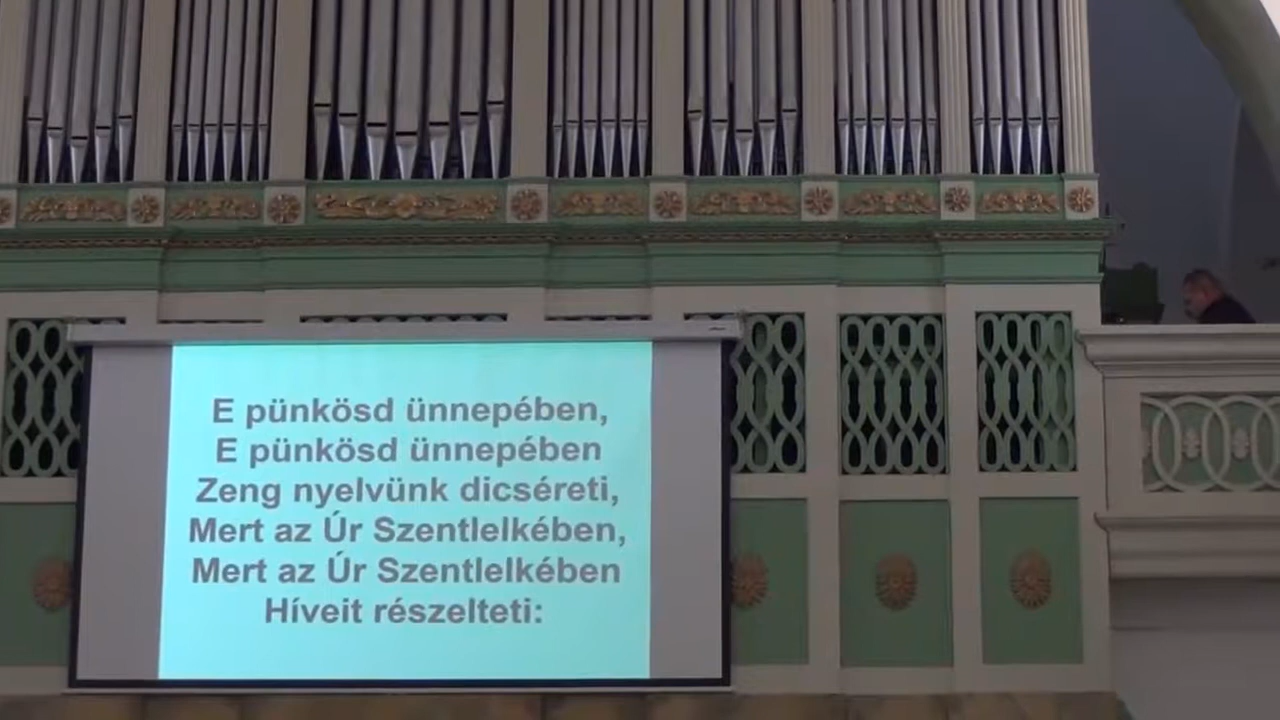 E pünkösd ünnepében,
E pünkösd ünnepében
Zeng nyelvünk dicséreti,
Mert az Úr Szentlelkében,
Mert az Úr Szentlelkében
Híveit részelteti: